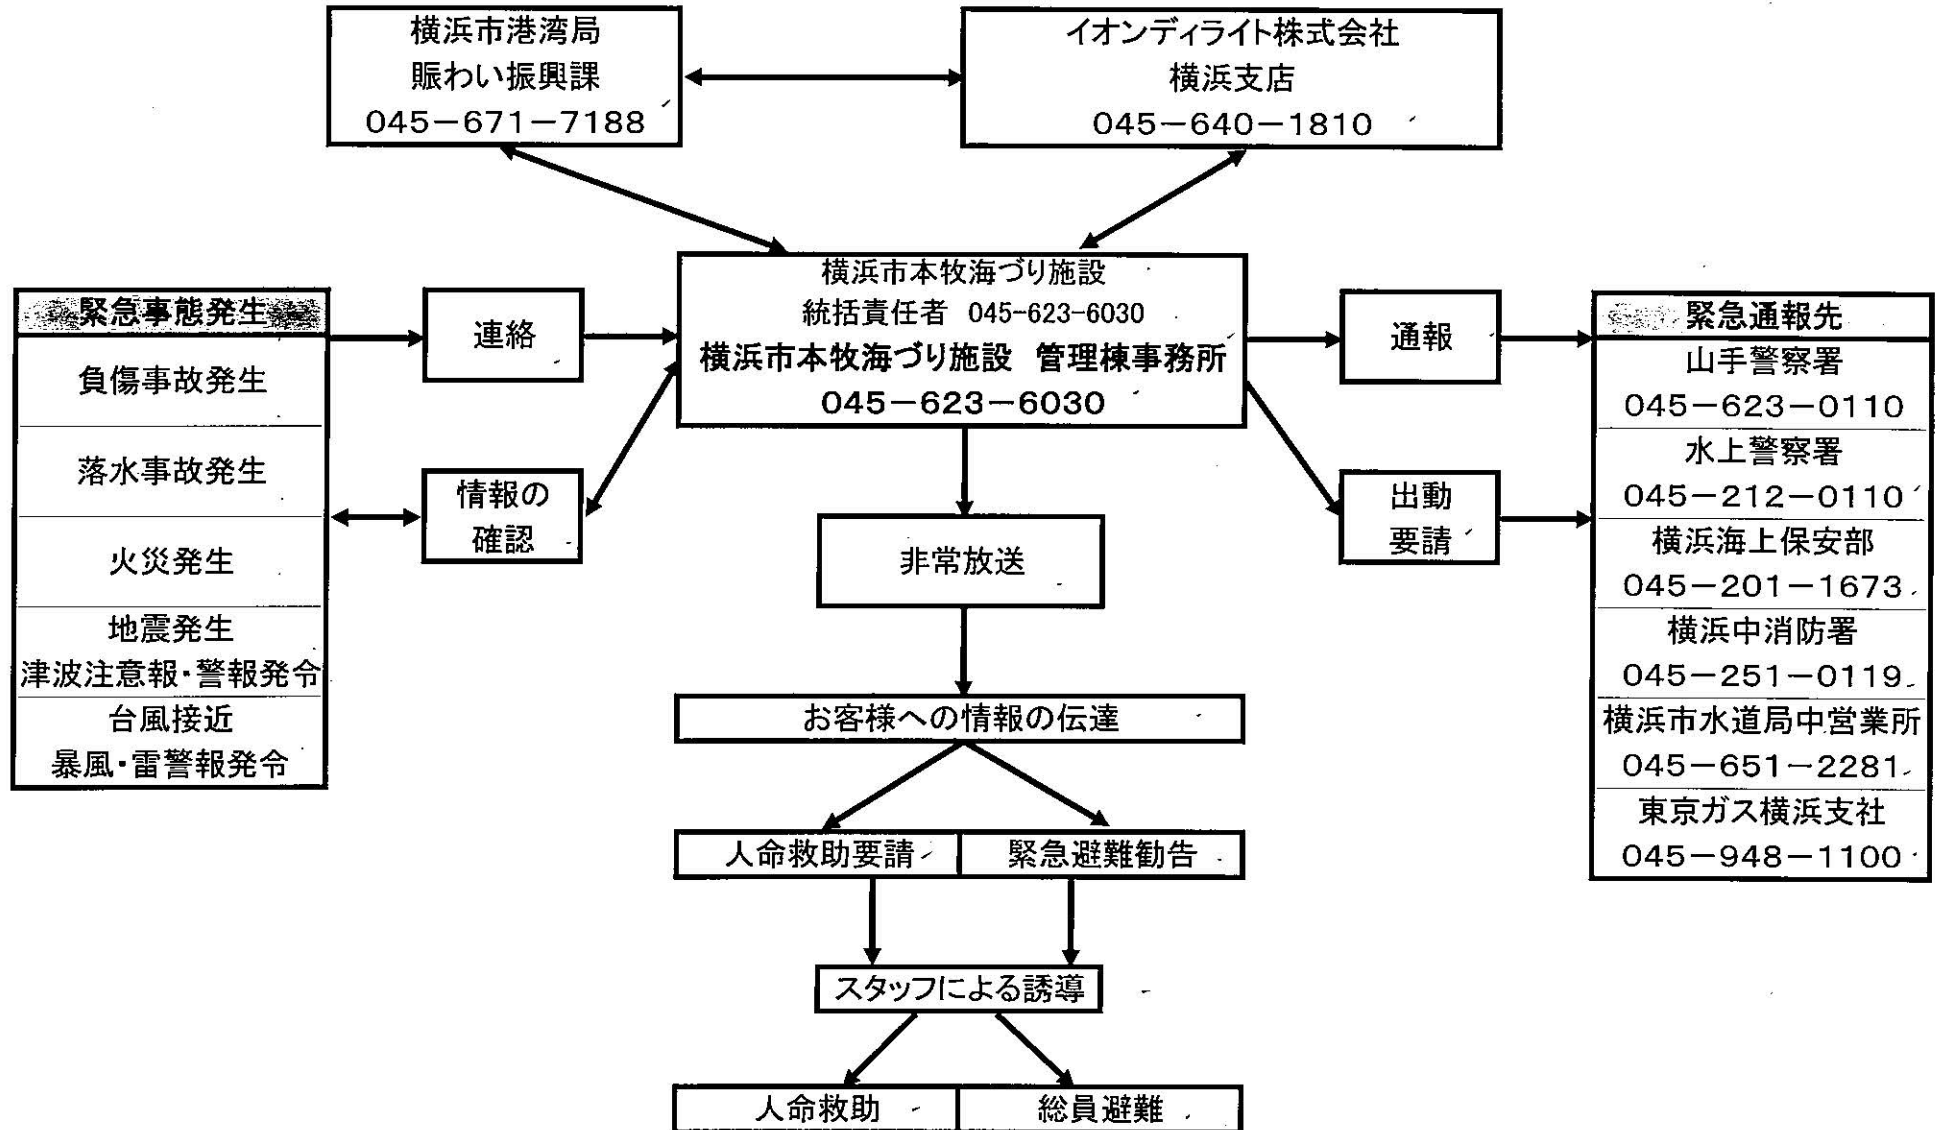 横浜市港湾局
賑わい振興課
045－671－7188
イオンディライト株式会社
横浜支店
045－640－1810
緊急事態発生
負傷事故発生
落水事故発生
火災発生
地震発生
津波注意報・警報発令
台風接近
暴風・雷警報発令
連絡
情報の
確認
横浜市本牧海づり施設
統括責任者 045-623-6030
横浜市本牧海づり施設 管理棟事務所
045－623－6030
非常放送
お客様への情報の伝達
人命救助要請
緊急避難勧告
スタッフによる誘導
人命救助
総員避難
通報
出動
要請
緊急通報先
山手警察署
045－623－0110
水上警察署
045－212－0110
横浜海上保安部
045－201－1673
横浜中消防署
045－251－0119
横浜市水道局中営業所
045－651－2281
東京ガス横浜支社
045－948－1100